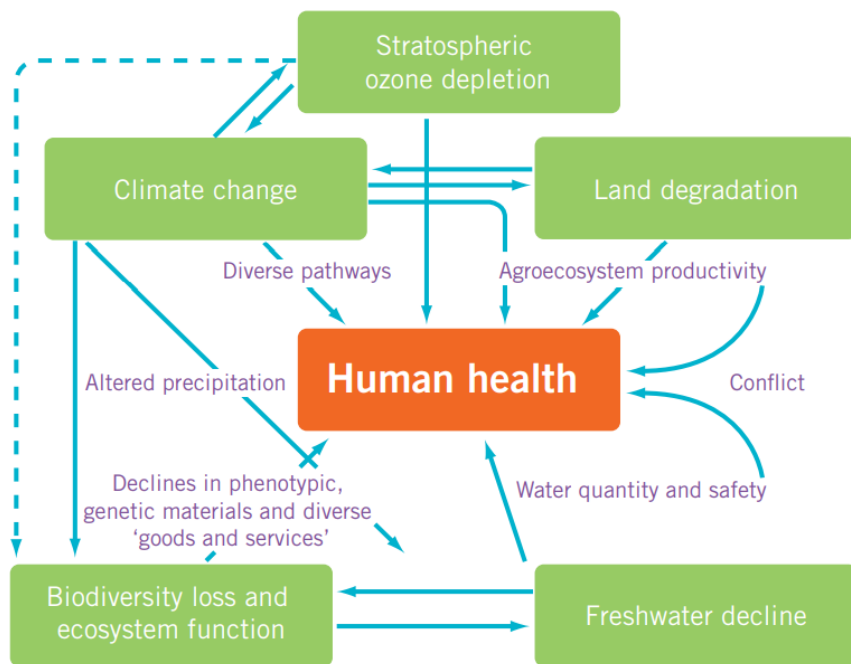 Stratospheric
ozone depletion
Climate change
Land degradation
Diverse pathways
Agroecosystem productivity
Human health
Altered precipitation
Conflict
Declines in phenotypic,
genetic materials and diverse
‘goods and services’
Water quantity and safety
Biodiversity loss and
ecosystem function
Freshwater decline